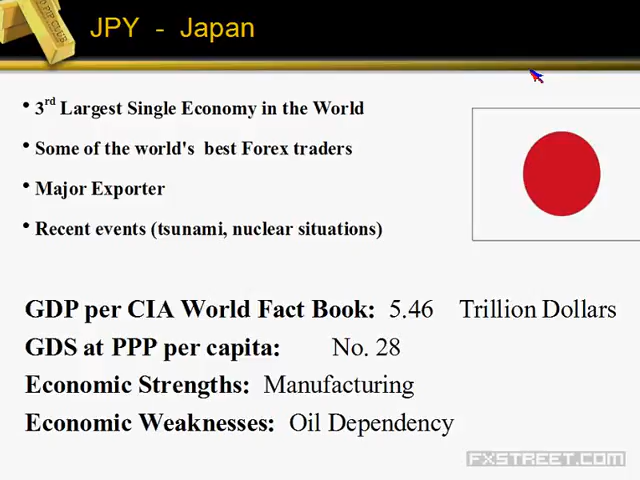 JPY - Japan
• 3rd Largest Single Economy in the World
• Some of the world's best Forex traders
• Major Exporter
• Recent events (tsunami, nuclear situations)
GDP per CIA World Fact Book: 5.46 Trillion Dollars
GDS at PPP per capita: No. 28
Economic Strengths: Manufacturing
Economic Weaknesses: Oil Dependency
FXSTREET.COM